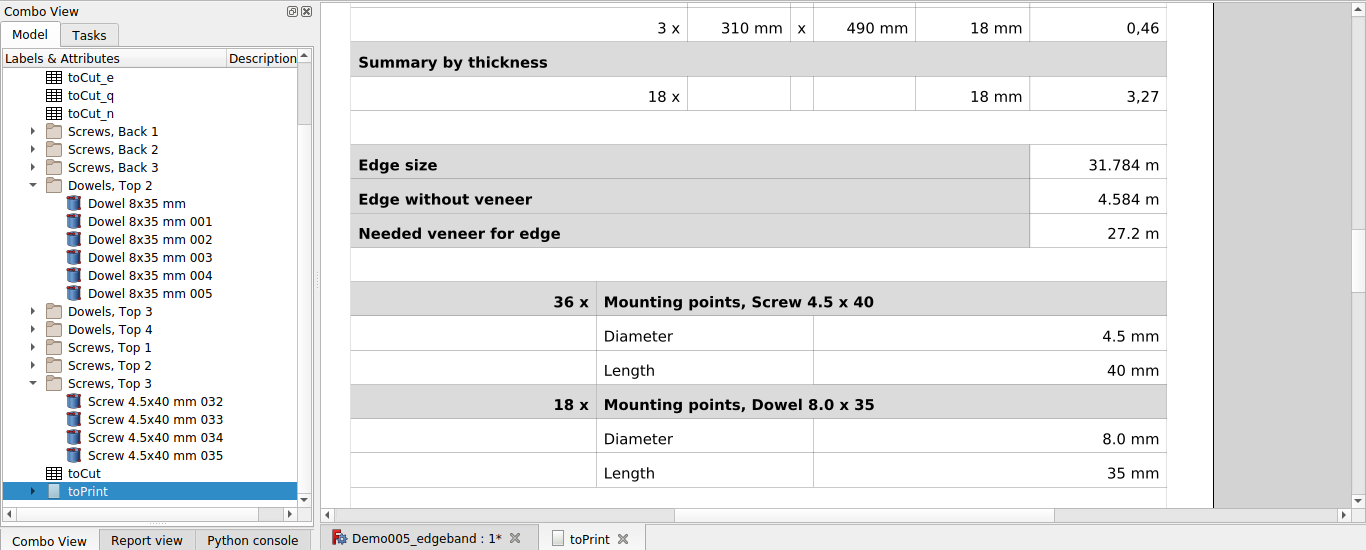 Combo View
Model Tasks
Labels & Attributes Description
toCut_e
toCut_q
toCut_n
Screws, Back 1
Screws, Back 2
Screws, Back 3
Dowels, Top 2
Dowel 8x35 mm
Dowel 8x35 mm 001
Dowel 8x35 mm 002
Dowel 8x35 mm 003
Dowel 8x35 mm 004
Dowel 8x35 mm 005
Dowels, Top 3
Dowels, Top 4
Screws, Top 1
Screws, Top 2
Screws, Top 3
Screw 4.5x40 mm 032
Screw 4.5x40 mm 033
Screw 4.5x40 mm 034
Screw 4.5x40 mm 035
toCut
toPrint
Combo View Report view Python console
3 x 310 mm x 490 mm 18 mm 0,46
Summary by thickness
18 x 18 mm 3,27
Edge size 31.784 m
Edge without veneer 4.584 m
Needed veneer for edge 27.2 m
36 x Mounting points, Screw 4.5 x 40
Diameter 4.5 mm
Length 40 mm
18 x Mounting points, Dowel 8.0 x 35
Diameter 8.0 mm
Length 35 mm
Demo005_edgeband : 1* toPrint